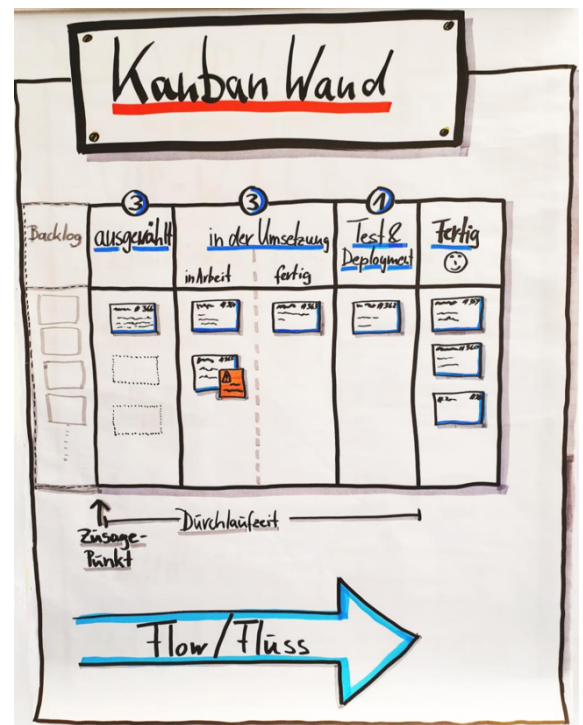 Kanban Wand
3 3 1
Backlog ausgewählt in der Umsetzung Test & Fertig
Deployment
in Arbeit fertig
Durchlaufzeit
Zusage-
Punkt
Flow/Fluss